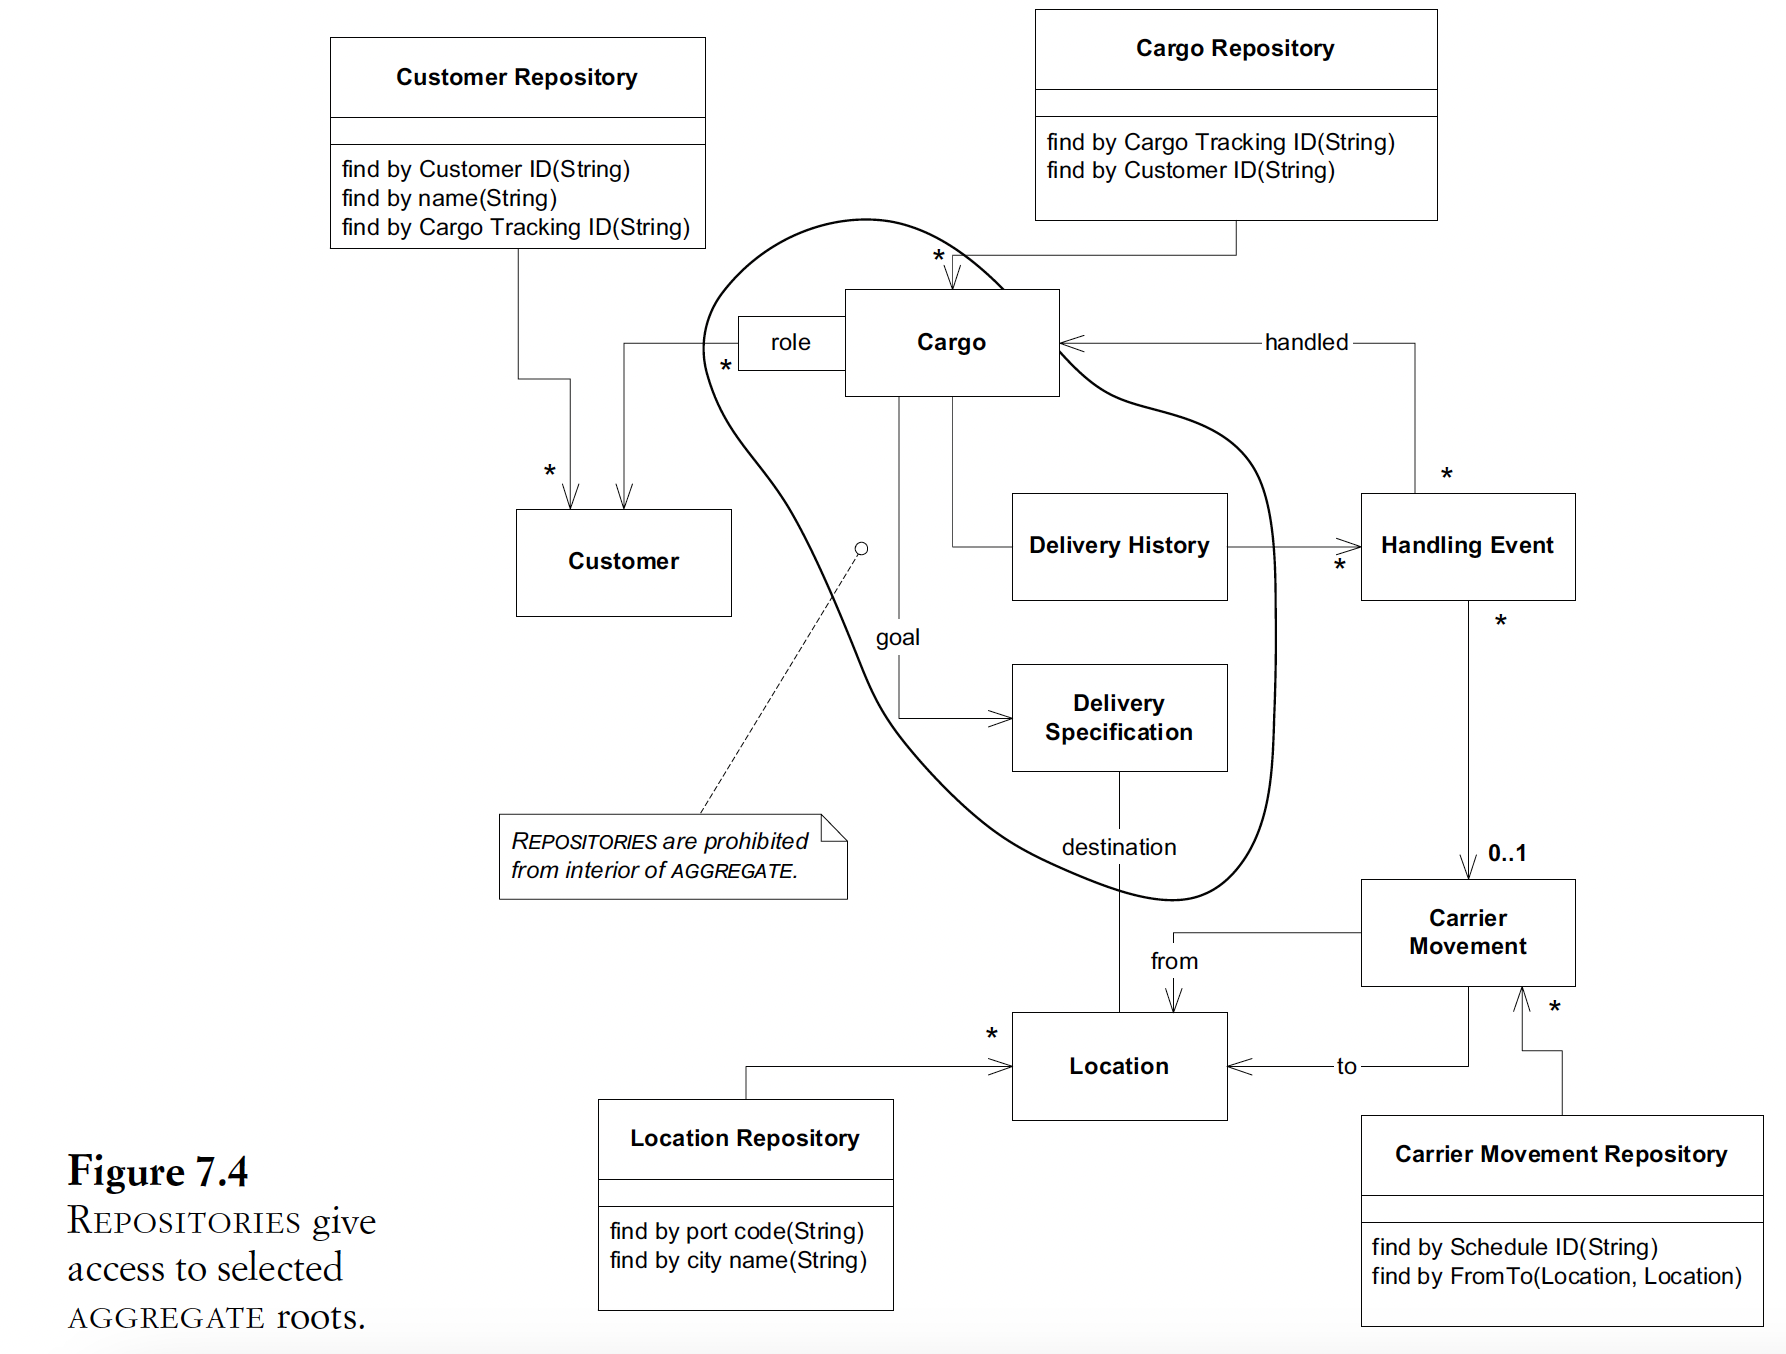 Cargo Repository
find by Cargo Tracking ID(String)
find by Customer ID(String)
Customer Repository
find by Customer ID(String)
find by name(String)
find by Cargo Tracking ID(String)
*
role
*
Cargo
handled
*
*
Customer
Delivery History
*
Handling Event
*
goal
Delivery
Specification
REPOSITORIES are prohibited
from interior of AGGREGATE.
destination
0..1
Carrier
Movement
from
*
*
Location
to
Location Repository
find by port code(String)
find by city name(String)
Carrier Movement Repository
find by Schedule ID(String)
find by FromTo(Location, Location)
Figure 7.4
REPOSITORIES give
access to selected
AGGREGATE roots.